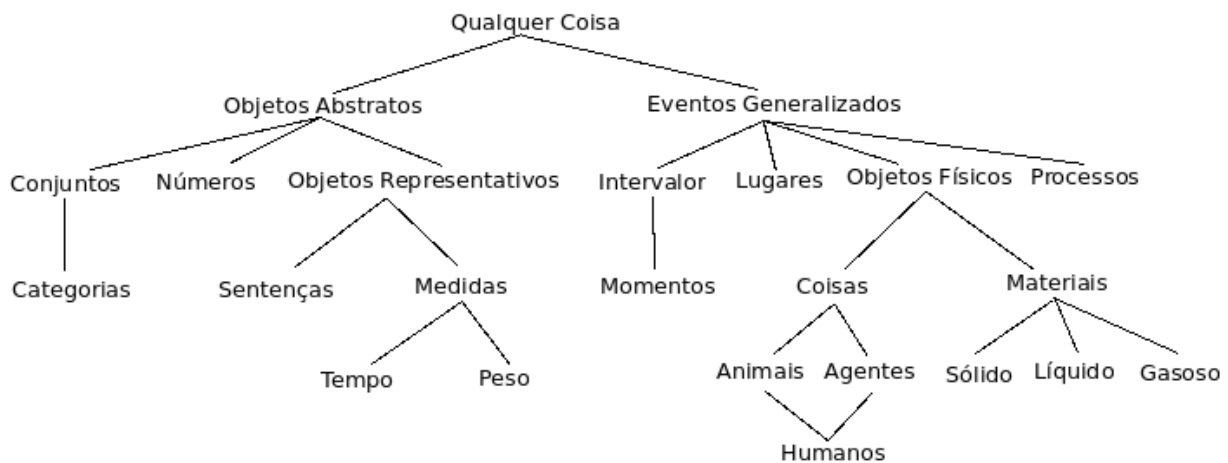 Qualquer Coisa
Objetos Abstratos
Eventos Generalizados
Conjuntos
Números
Objetos Representativos
Intervalor
Lugares
Objetos Físicos
Processos
Categorias
Sentenças
Medidas
Momentos
Coisas
Materiais
Tempo
Peso
Animais
Agentes
Sólido
Líquido
Gasoso
Humanos